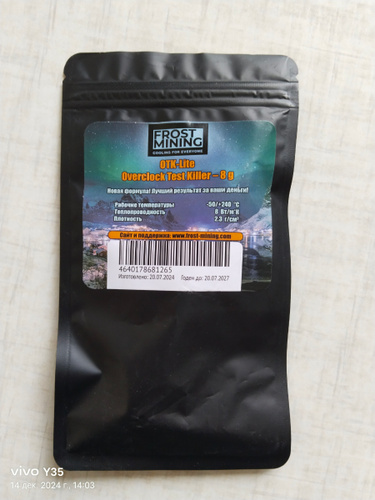 FROST
MINING
COOLING FOR EVERYONE
OTK-Lite
Overclock Test Killer – 8 g
Новая формула! Лучший результат за ваши деньги!
Рабочие температуры -50/+240 °C
Теплопроводность 8 Вт/м·К
Плотность 2.3 г/см³
Сайт и поддержка: www.frost-mining.com
4640178681265
Изготовлено: 20.07.2024 Годен до: 20.07.2027
vivo Y35
14 дек. 2024 г., 14:03